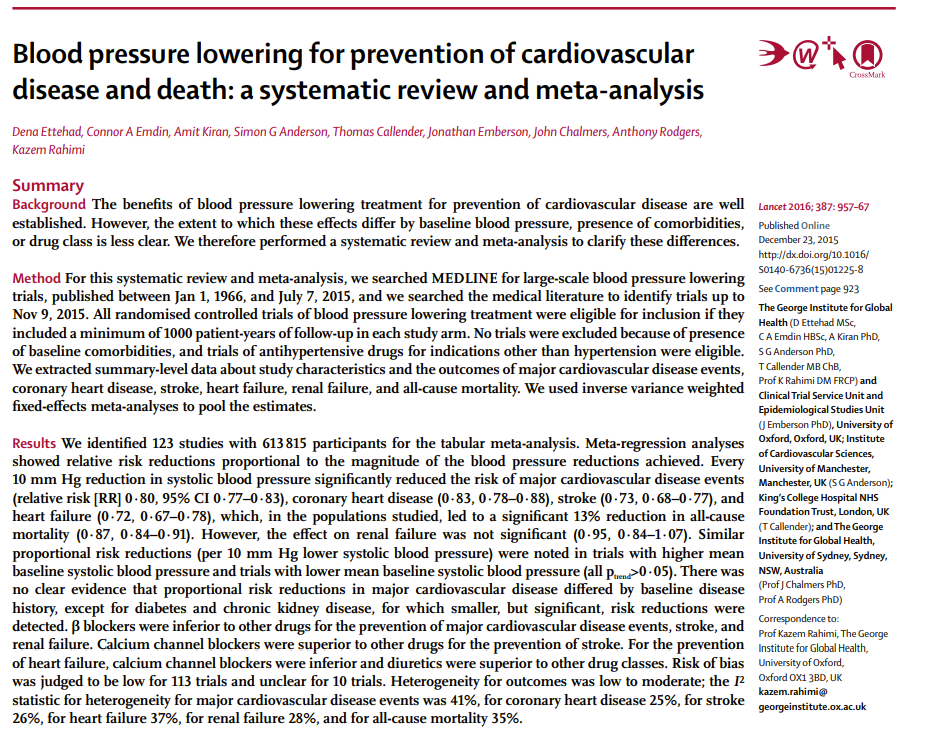 Blood pressure lowering for prevention of cardiovascular
disease and death: a systematic review and meta-analysis
CrossMark
Dena Ettehad, Connor A Emdin, Amit Kiran, Simon G Anderson, Thomas Callender, Jonathan Emberson, John Chalmers, Anthony Rodgers,
Kazem Rahimi
Summary
Background The benefits of blood pressure lowering treatment for prevention of cardiovascular disease are well
established. However, the extent to which these effects differ by baseline blood pressure, presence of comorbidities,
or drug class is less clear. We therefore performed a systematic review and meta-analysis to clarify these differences.
Method For this systematic review and meta-analysis, we searched MEDLINE for large-scale blood pressure lowering
trials, published between Jan 1, 1966, and July 7, 2015, and we searched the medical literature to identify trials up to
Nov 9, 2015. All randomised controlled trials of blood pressure lowering treatment were eligible for inclusion if they
included a minimum of 1000 patient-years of follow-up in each study arm. No trials were excluded because of presence
of baseline comorbidities, and trials of antihypertensive drugs for indications other than hypertension were eligible.
We extracted summary-level data about study characteristics and the outcomes of major cardiovascular disease events,
coronary heart disease, stroke, heart failure, renal failure, and all-cause mortality. We used inverse variance weighted
fixed-effects meta-analyses to pool the estimates.
Results We identified 123 studies with 613 815 participants for the tabular meta-analysis. Meta-regression analyses
showed relative risk reductions proportional to the magnitude of the blood pressure reductions achieved. Every
10 mm Hg reduction in systolic blood pressure significantly reduced the risk of major cardiovascular disease events
(relative risk [RR] 0·80, 95% CI 0·77–0·83), coronary heart disease (0·83, 0·78–0·88), stroke (0·73, 0·68–0·77), and
heart failure (0·72, 0·67–0·78), which, in the populations studied, led to a significant 13% reduction in all-cause
mortality (0·87, 0·84–0·91). However, the effect on renal failure was not significant (0·95, 0·84–1·07). Similar
proportional risk reductions (per 10 mm Hg lower systolic blood pressure) were noted in trials with higher mean
baseline systolic blood pressure and trials with lower mean baseline systolic blood pressure (all ptrend>0·05). There was
no clear evidence that proportional risk reductions in major cardiovascular disease differed by baseline disease
history, except for diabetes and chronic kidney disease, for which smaller, but significant, risk reductions were
detected. β blockers were inferior to other drugs for the prevention of major cardiovascular disease events, stroke, and
renal failure. Calcium channel blockers were superior to other drugs for the prevention of stroke. For the prevention
of heart failure, calcium channel blockers were inferior and diuretics were superior to other drug classes. Risk of bias
was judged to be low for 113 trials and unclear for 10 trials. Heterogeneity for outcomes was low to moderate; the I²
statistic for heterogeneity for major cardiovascular disease events was 41%, for coronary heart disease 25%, for stroke
26%, for heart failure 37%, for renal failure 28%, and for all-cause mortality 35%.
Lancet 2016; 387: 957–67
Published Online
December 23, 2015
http://dx.doi.org/10.1016/
S0140-6736(15)01225-8
See Comment page 923
The George Institute for Global
Health (D Ettehad MSc,
C A Emdin HBSc, A Kiran PhD,
S G Anderson PhD,
T Callender MB ChB,
Prof K Rahimi DM FRCP) and
Clinical Trial Service Unit and
Epidemiological Studies Unit
(J Emberson PhD), University of
Oxford, Oxford, UK; Institute
of Cardiovascular Sciences,
University of Manchester,
Manchester, UK (S G Anderson);
King's College Hospital NHS
Foundation Trust, London, UK
(T Callender); and The George
Institute for Global Health,
University of Sydney, Sydney,
NSW, Australia
(Prof J Chalmers PhD,
Prof A Rodgers PhD)
Correspondence to:
Prof Kazem Rahimi, The George
Institute for Global Health,
University of Oxford,
Oxford OX1 3BD, UK
kazem.rahimi@
georgeinstitute.ox.ac.uk